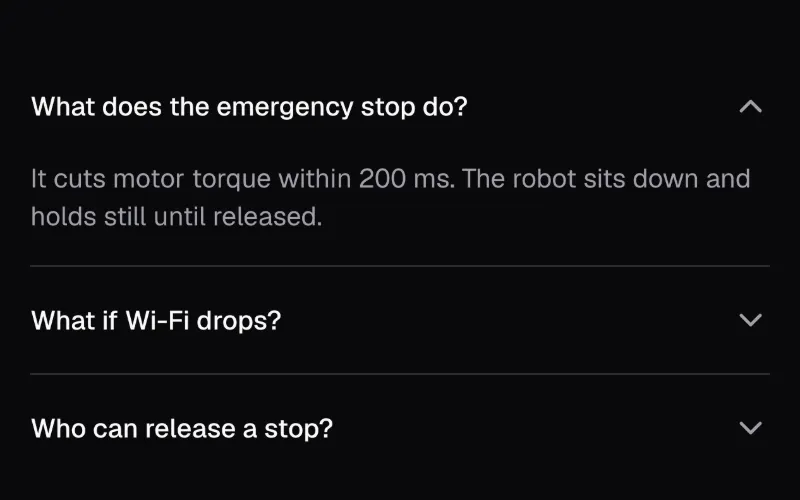 What does the emergency stop do?
It cuts motor torque within 200 ms. The robot sits down and
holds still until released.
What if Wi-Fi drops?
Who can release a stop?